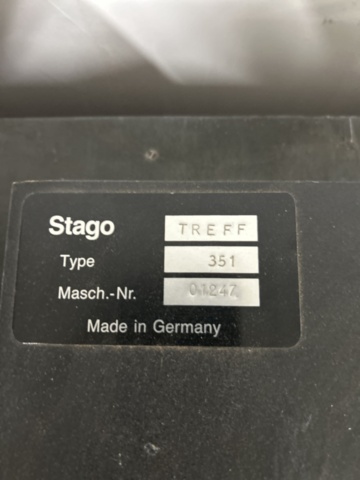 Stago TREFF
Type 351
Masch.-Nr. 01247
Made in Germany